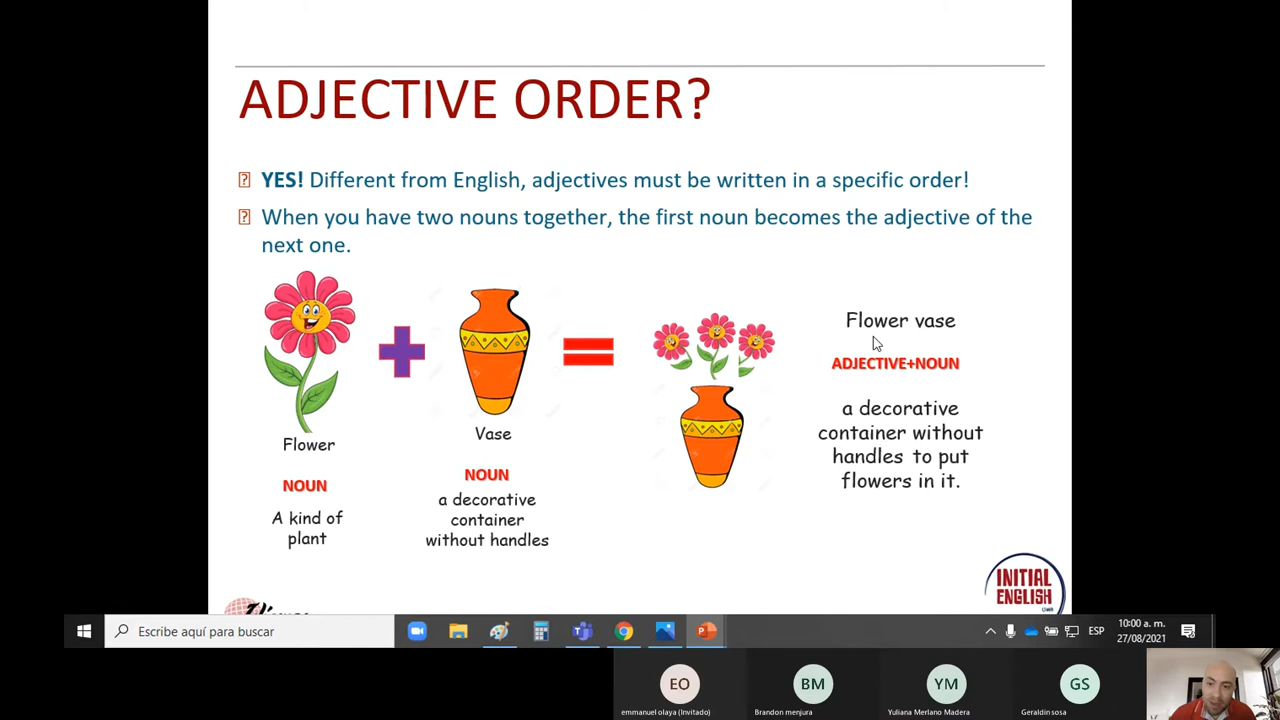 ADJECTIVE ORDER?
YES! Different from English, adjectives must be written in a specific order!
When you have two nouns together, the first noun becomes the adjective of the
next one.
Flower
NOUN
A kind of
plant
Vase
NOUN
a decorative
container
without handles
Flower vase
ADJECTIVE+NOUN
a decorative
container without
handles to put
flowers in it.
INITIAL
ENGLISH
Escribe aquí para buscar
ESP
10:00 a. m.
27/08/2021
EO
emmanuel olaya (Invitado)
BM
Brandon menjura
YM
Yuliana Merlano Madera
GS
Geraldin sosa